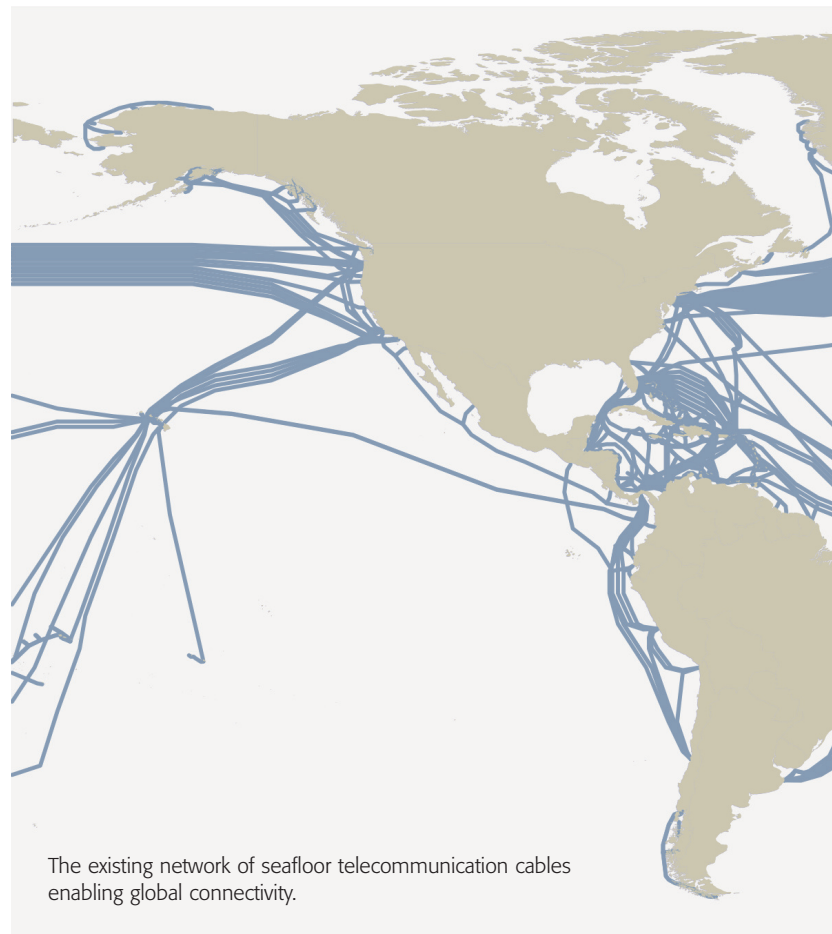 The existing network of seafloor telecommunication cables
enabling global connectivity.